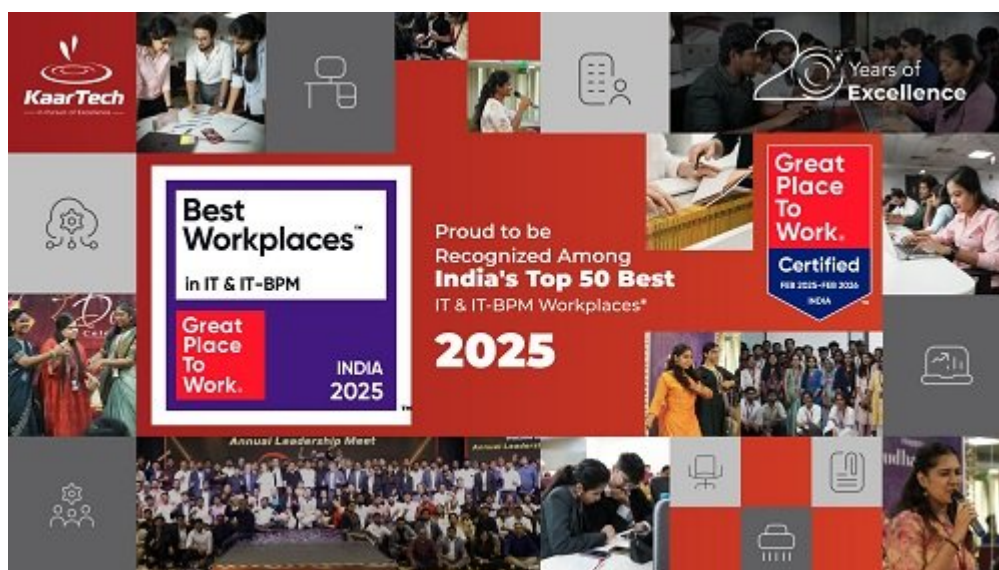 KaarTech
20 Years of
Excellence
Best
Workplaces™
in IT & IT-BPM
Great
Place
To
Work.
INDIA
2025
™
Proud to be
Recognized Among
India's Top 50 Best
IT & IT-BPM Workplaces*
2025
Great
Place
To
Work.
Certified
FEB 2025-FEB 2026
INDIA
™
Annual Leadership Meet